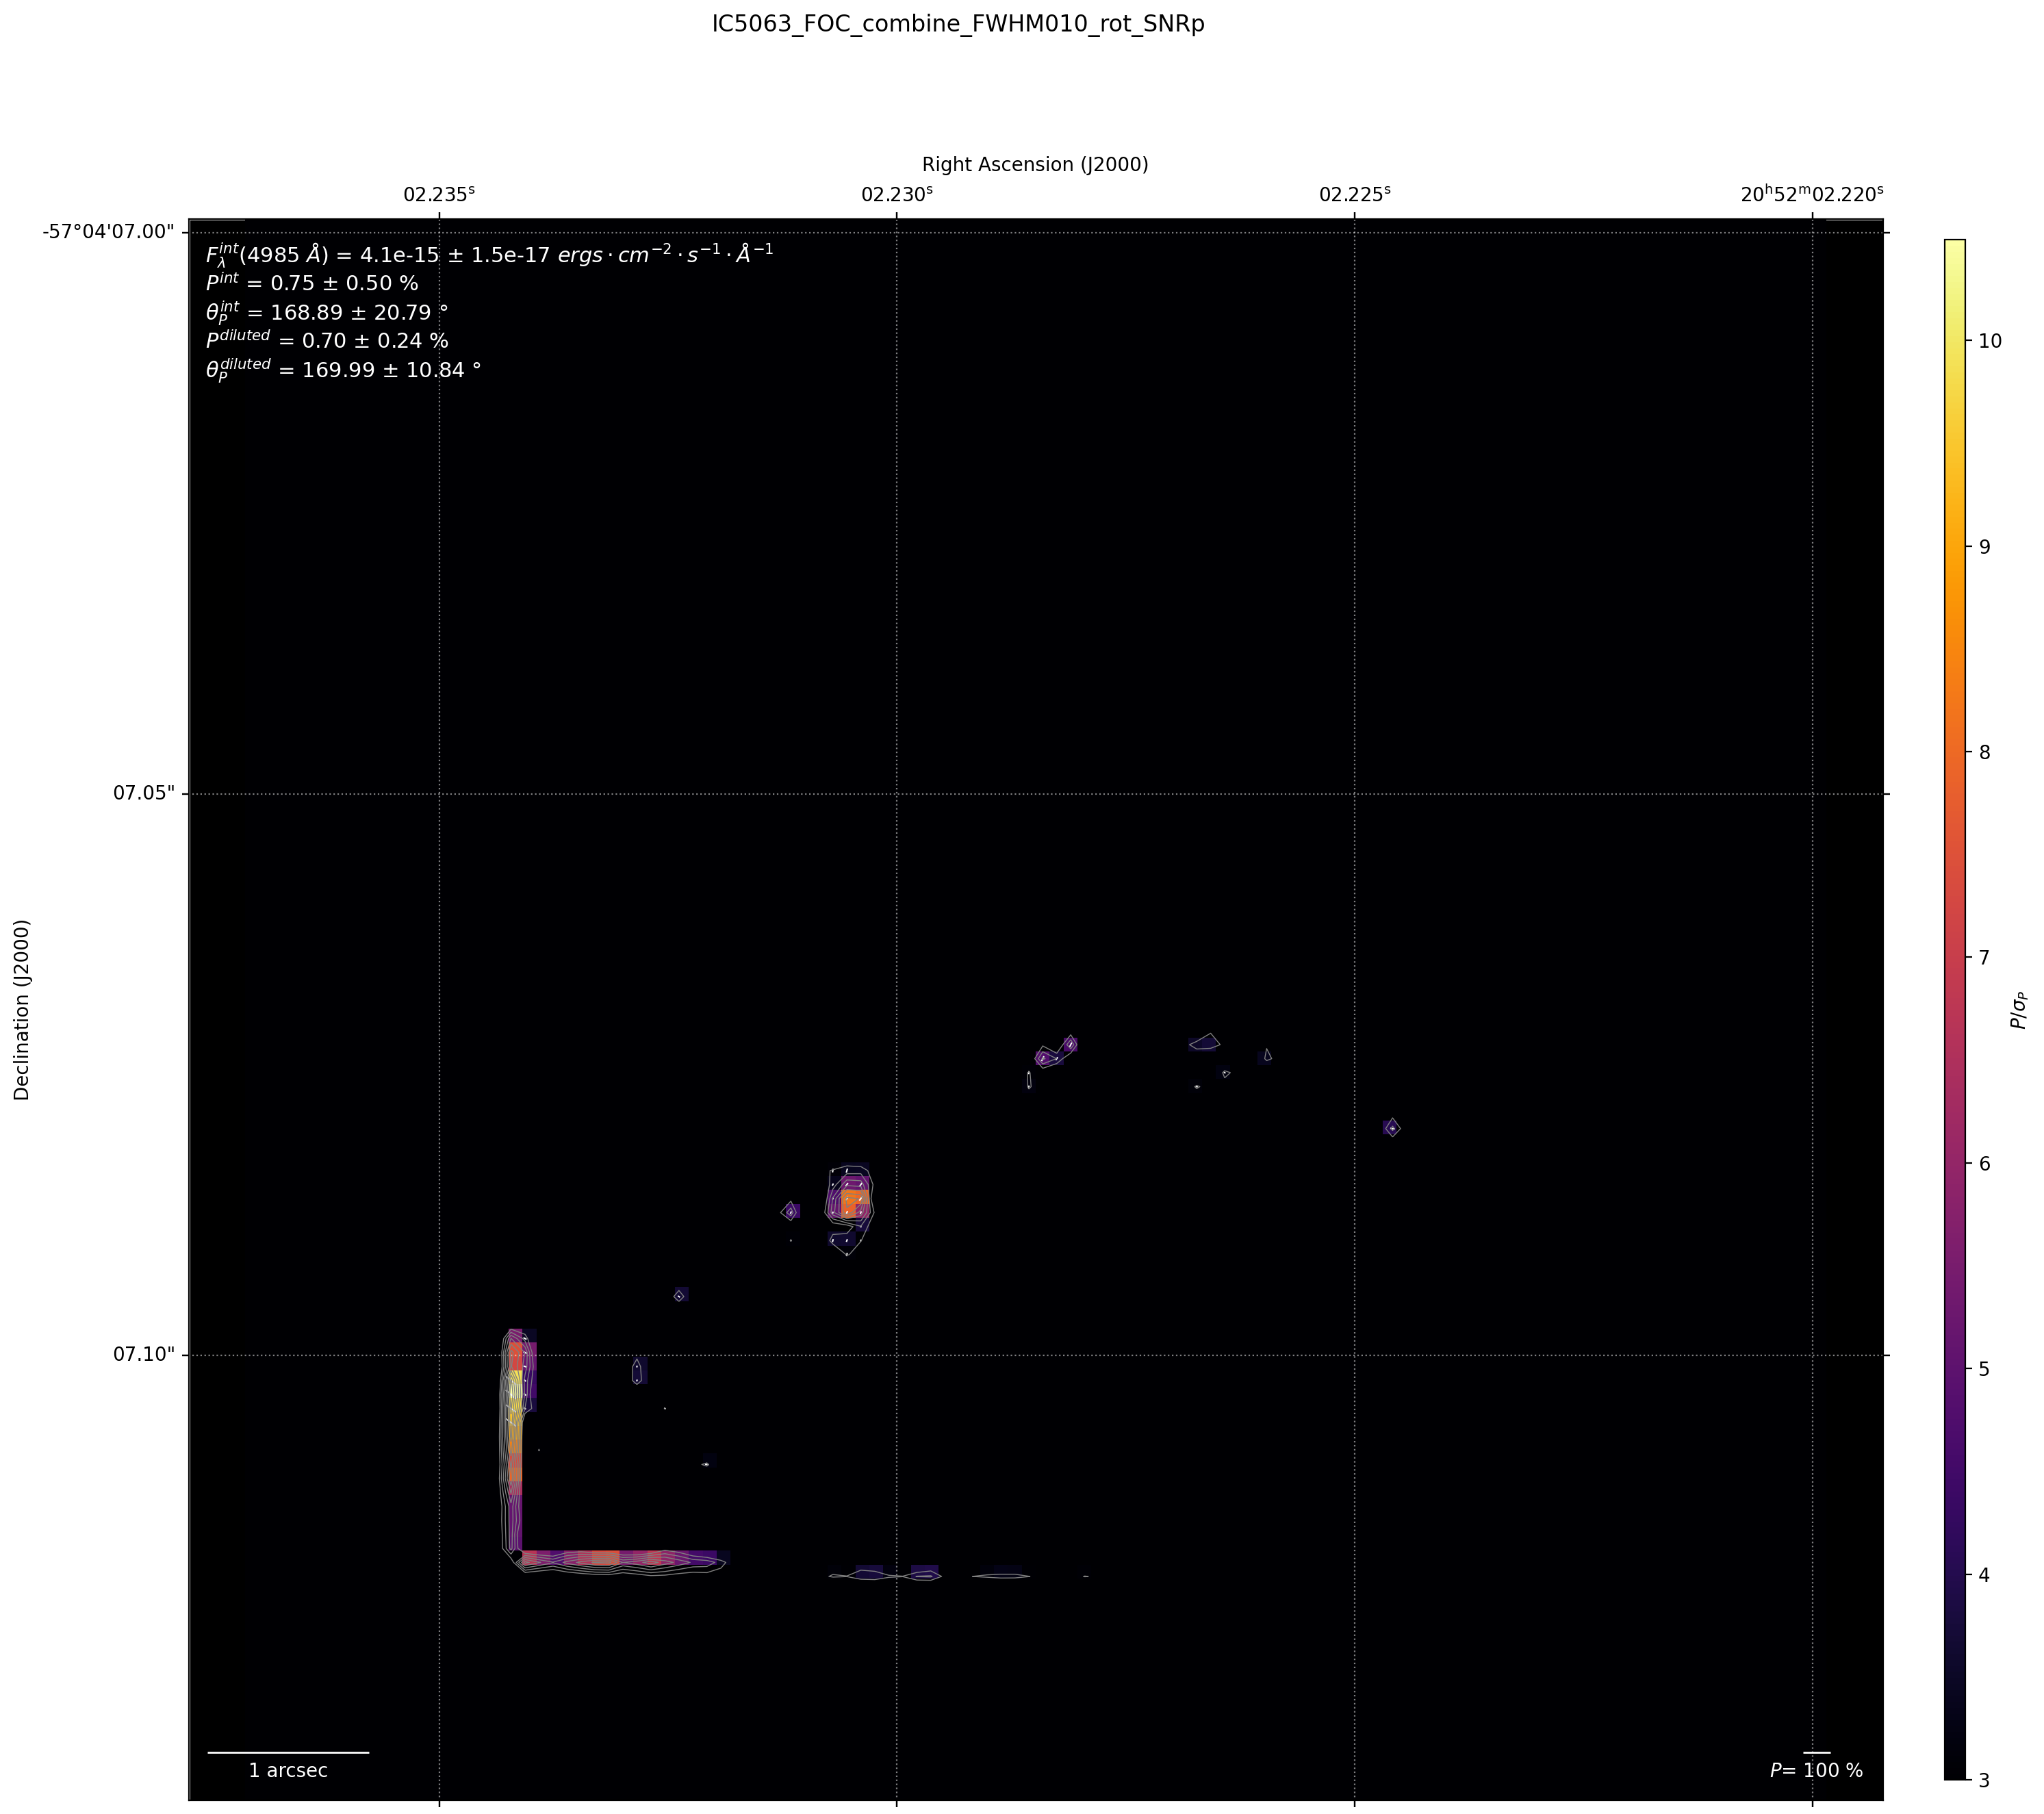 IC5063_FOC_combine_FWHM010_rot_SNRp
Right Ascension (J2000)
02.235ˢ 02.230ˢ 02.225ˢ 20ʰ52ᵐ02.220ˢ
-57°04'07.00"
07.05"
07.10"
Declination (J2000)
F_λ^int(4985 Å) = 4.1e-15 ± 1.5e-17 ergs · cm⁻² · s⁻¹ · Å⁻¹
P^int = 0.75 ± 0.50 %
θ_P^int = 168.89 ± 20.79 °
P^diluted = 0.70 ± 0.24 %
θ_P^diluted = 169.99 ± 10.84 °
1 arcsec
P= 100 %
10
9
8
7
6
5
4
3
P/σ_P